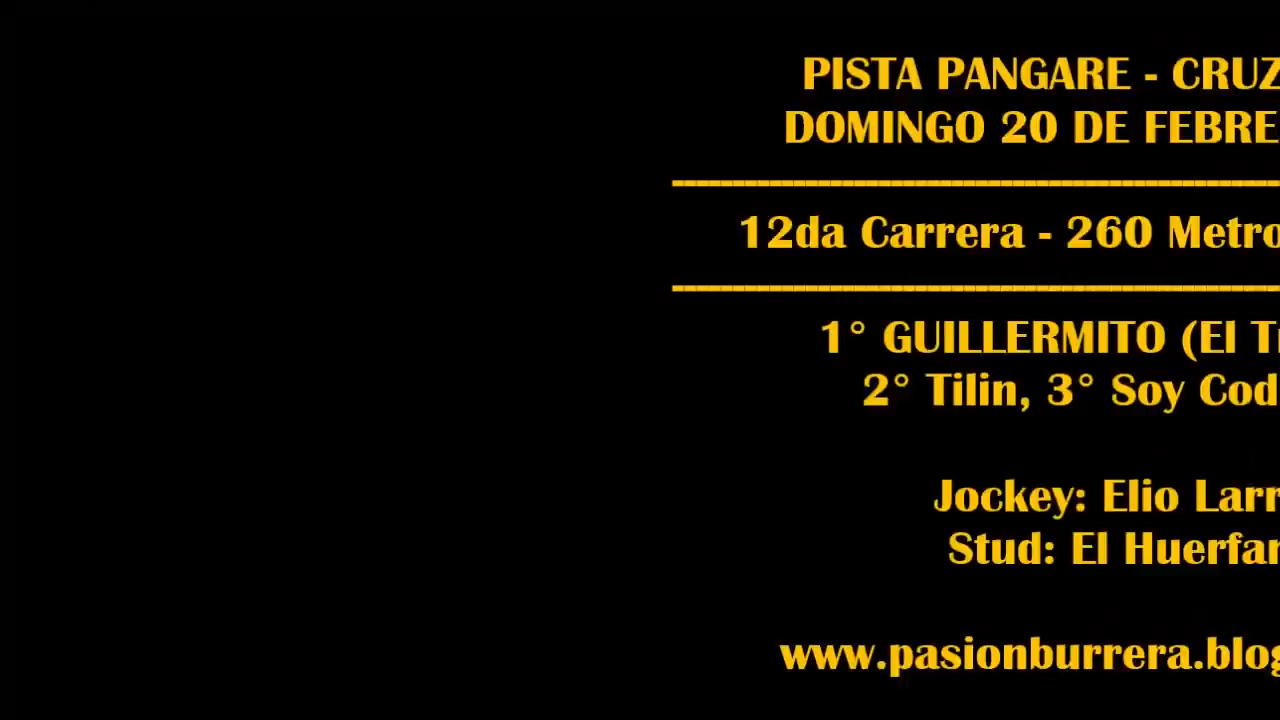 PISTA PANGARE - CRUZ
DOMINGO 20 DE FEBRE
12da Carrera - 260 Metro
1° GUILLERMITO (El T
2° Tilin, 3° Soy Cod
Jockey: Elio Larr
Stud: El Huerfan
www.pasionburrera.blog